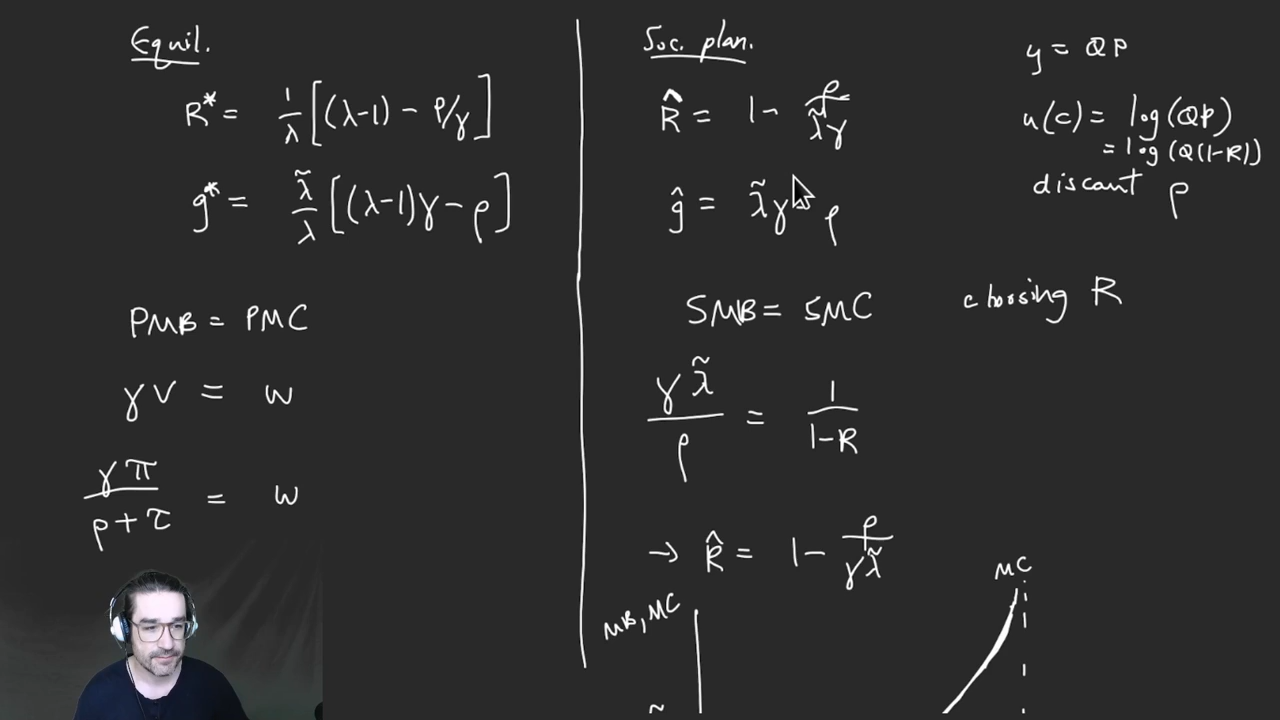 Equil.
R* = 1/λ [(λ-1) - ρ/γ]
g* = λ̃/λ [(λ-1)γ - ρ]
PMB = PMC
γV = w
γπ/(ρ+τ) = w
Soc. plan.
R̂ = 1 - ρ/(λ̃γ)
ĝ = λ̃γ - ρ
SMB = SMC
γλ̃/ρ = 1/(1-R)
→ R̂ = 1 - ρ/(γλ̃)
MB, MC
~
MC
y = QP
u(c) = log(QP)
= log(Q(1-R))
discount ρ
choosing R